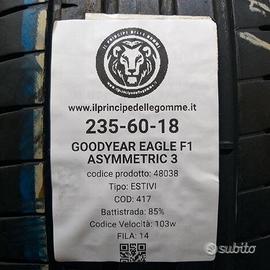 IL PRINCIPE DELLE GOMME
www.ilprincipedellegomme.it
235-60-18
GOODYEAR EAGLE F1
ASYMMETRIC 3
codice prodotto: 48038
Tipo: ESTIVI
COD: 417
Battistrada: 85%
Codice Velocità: 103w
FILA: 14
subito